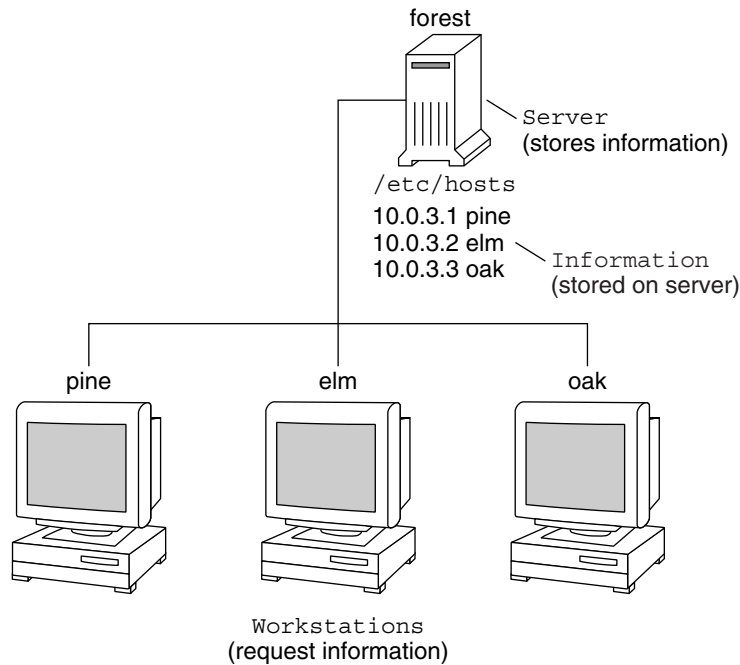 forest
Server
(stores information)
/etc/hosts
10.0.3.1 pine
10.0.3.2 elm
10.0.3.3 oak
Information
(stored on server)
pine
elm
oak
Workstations
(request information)